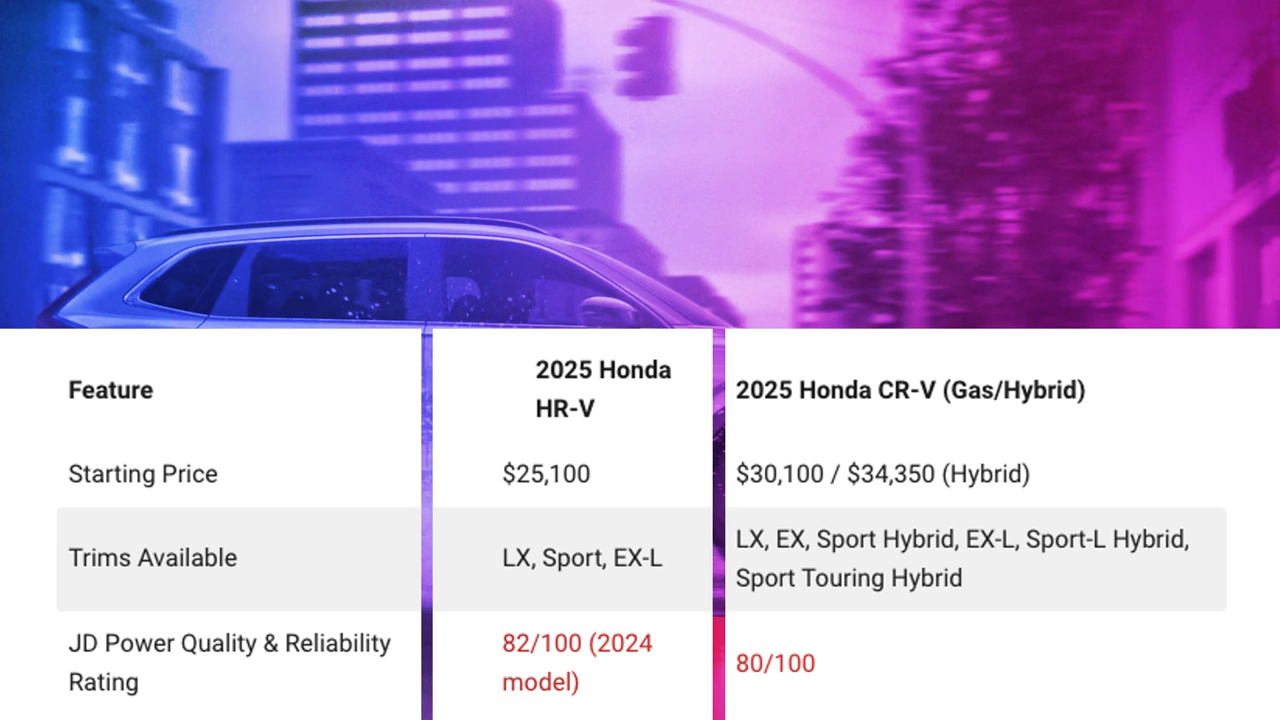 Feature
2025 Honda
HR-V
2025 Honda CR-V (Gas/Hybrid)
Starting Price
$25,100
$30,100 / $34,350 (Hybrid)
Trims Available
LX, Sport, EX-L
LX, EX, Sport Hybrid, EX-L, Sport-L Hybrid,
Sport Touring Hybrid
JD Power Quality & Reliability
Rating
82/100 (2024
model)
80/100